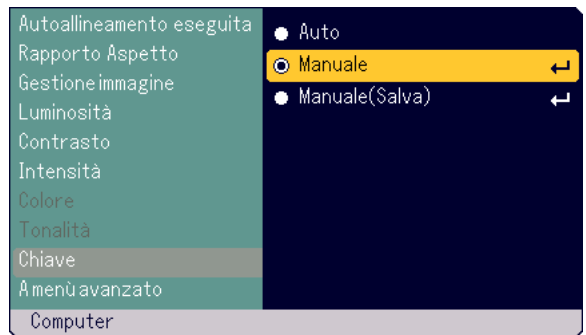 Autoallineamento eseguita
Rapporto Aspetto
Gestione immagine
Luminosità
Contrasto
Intensità
Colore
Tonalità
Chiave
A menù avanzato
Computer
Auto
Manuale
Manuale(Salva)